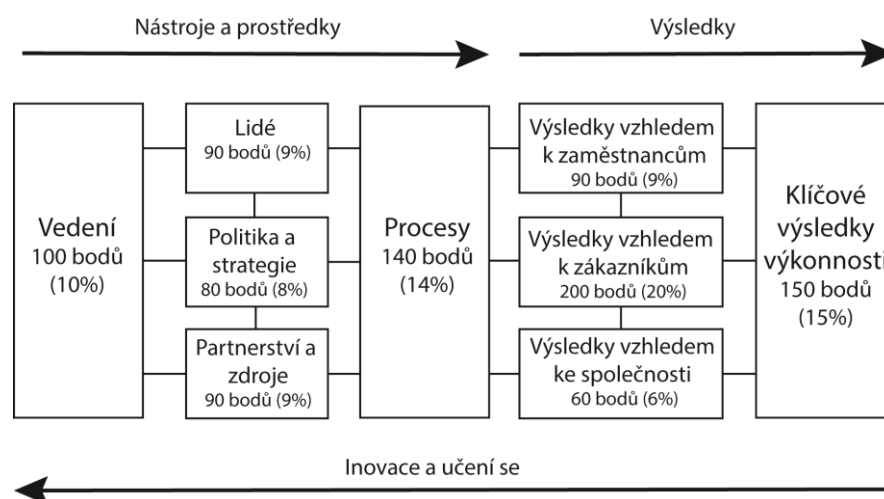 Nástroje a prostředky
Výsledky
Vedení
100 bodů
(10%)
Lidé
90 bodů (9%)
Politika a
strategie
80 bodů (8%)
Partnerství a
zdroje
90 bodů (9%)
Procesy
140 bodů
(14%)
Výsledky vzhledem
k zaměstnancům
90 bodů (9%)
Výsledky vzhledem
k zákazníkům
200 bodů (20%)
Výsledky vzhledem
ke společnosti
60 bodů (6%)
Klíčové
výsledky
výkonnosti
150 bodů
(15%)
Inovace a učení se